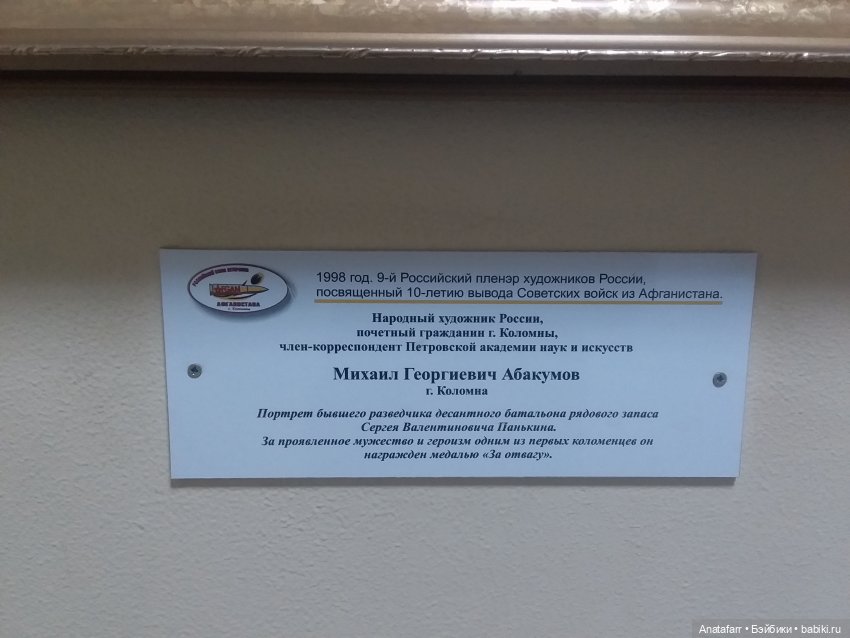 1998 год. 9-й Российский пленэр художников России,
посвященный 10-летию вывода Советских войск из Афганистана.
АФГАНИСТАНА
г. Коломна
Народный художник России,
почетный гражданин г. Коломны,
член-корреспондент Петровской академии наук и искусств
Михаил Георгиевич Абакумов
г. Коломна
Портрет бывшего разведчика десантного батальона рядового запаса
Сергея Валентиновича Панькина.
За проявленное мужество и героизм одним из первых коломенцев он
награжден медалью «За отвагу».
Anatafarr • Бэйбики • babiki.ru